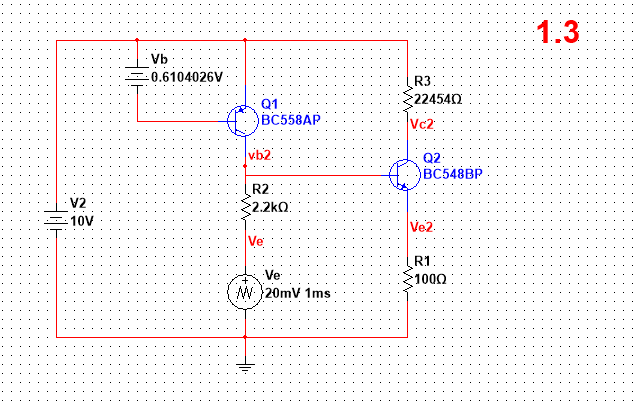 1.3
Vb
0.6104026V
Q1
BC558AP
R3
22454Ω
Vc2
vb2
Q2
BC548BP
R2
2.2kΩ
V2
10V
Ve
Ve2
Ve
20mV 1ms
R1
100Ω